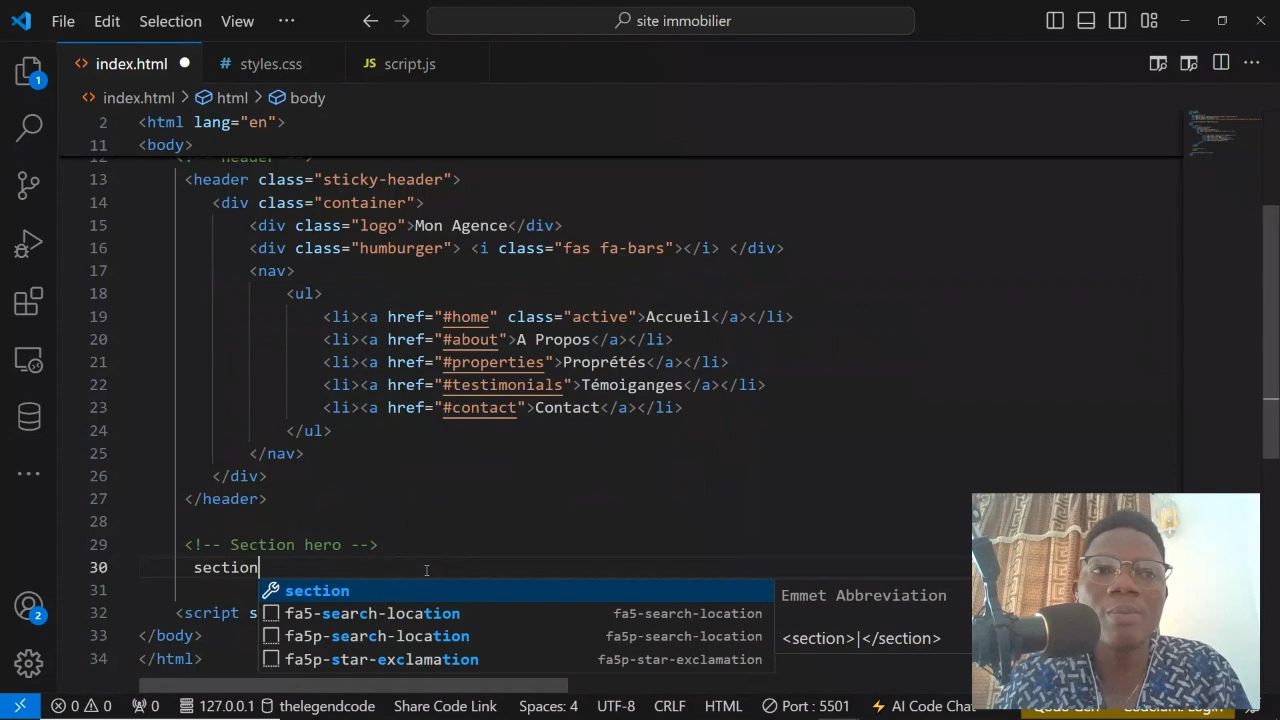 File Edit Selection View ··· site immobilier
index.html styles.css JS script.js
index.html > html > body
2 <html lang="en">
11 <body>
12 <!-- header -->
13 <header class="sticky-header">
14 <div class="container">
15 <div class="logo">Mon Agence</div>
16 <div class="humburger"> <i class="fas fa-bars"></i> </div>
17 <nav>
18 <ul>
19 <li><a href="#home" class="active">Accueil</a></li>
20 <li><a href="#about">A Propos</a></li>
21 <li><a href="#properties">Proprétés</a></li>
22 <li><a href="#testimonials">Témoiganges</a></li>
23 <li><a href="#contact">Contact</a></li>
24 </ul>
25 </nav>
26 </div>
27 </header>
28
29 <!-- Section hero -->
30 section
section Emmet Abbreviation
31
fa5-search-location fa5-search-location
32 <script s
fa5p-search-location fa5p-search-location <section>|</section>
33 </body>
fa5p-star-exclamation fa5p-star-exclamation
34 </html>
1
2
0 0 0 127.0.0.1 thelegendcode Share Code Link Spaces: 4 UTF-8 CRLF HTML Port : 5501 AI Code Chat